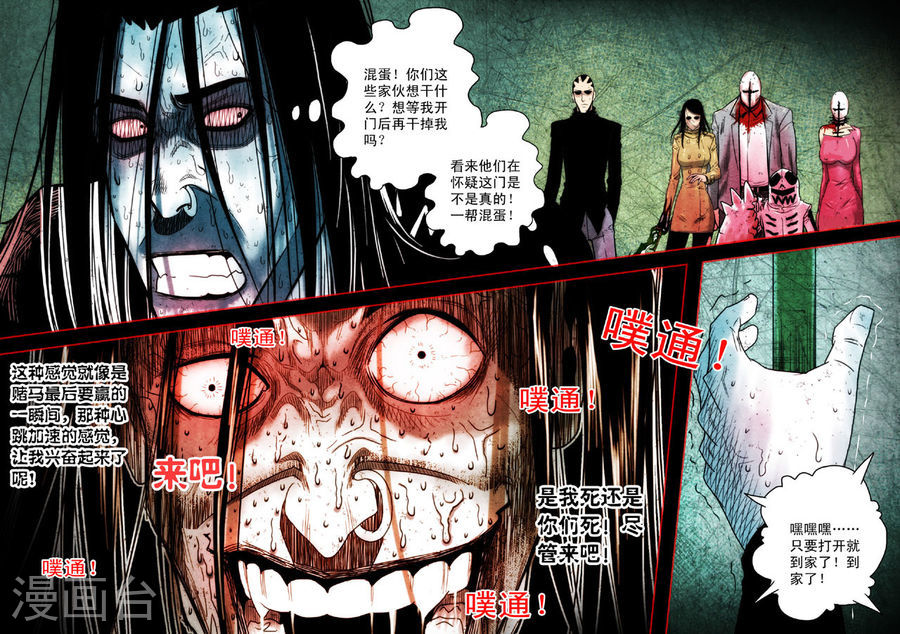 混蛋！你们这
些家伙想干什
么？想等我开
门后再干掉我
吗？
看来他们在
怀疑这门是
不是真的！
一帮混蛋！
噗通！
噗通！
这种感觉就像是
赌马最后要赢的
一瞬间，那种心
跳加速的感觉，
让我兴奋起来了
呢！
来吧！
噗通！
是我死还是
你们死！尽
管来吧！
噗通！
噗通！
嘿嘿嘿……
只要打开就
到家了！到
家了！
漫画台
2